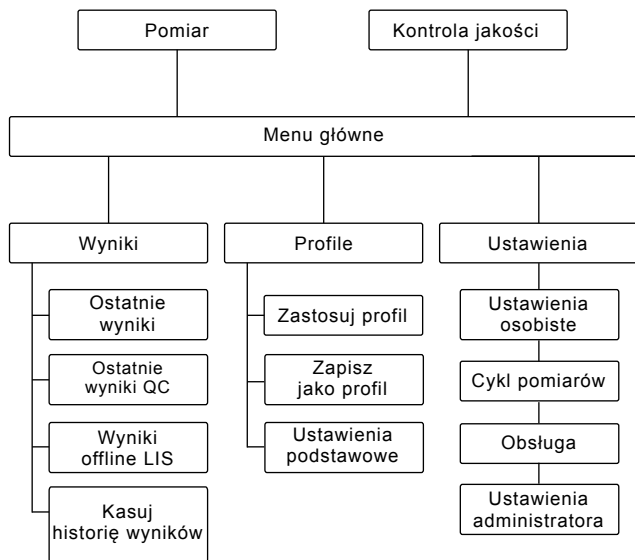 Pomiar
Kontrola jakości
Menu główne
Wyniki
Profile
Ustawienia
Ostatnie
wyniki
Ostatnie
wyniki QC
Wyniki
offline LIS
Kasuj
historię wyników
Zastosuj profil
Zapisz
jako profil
Ustawienia
podstawowe
Ustawienia
osobiste
Cykl pomiarów
Obsługa
Ustawienia
administratora